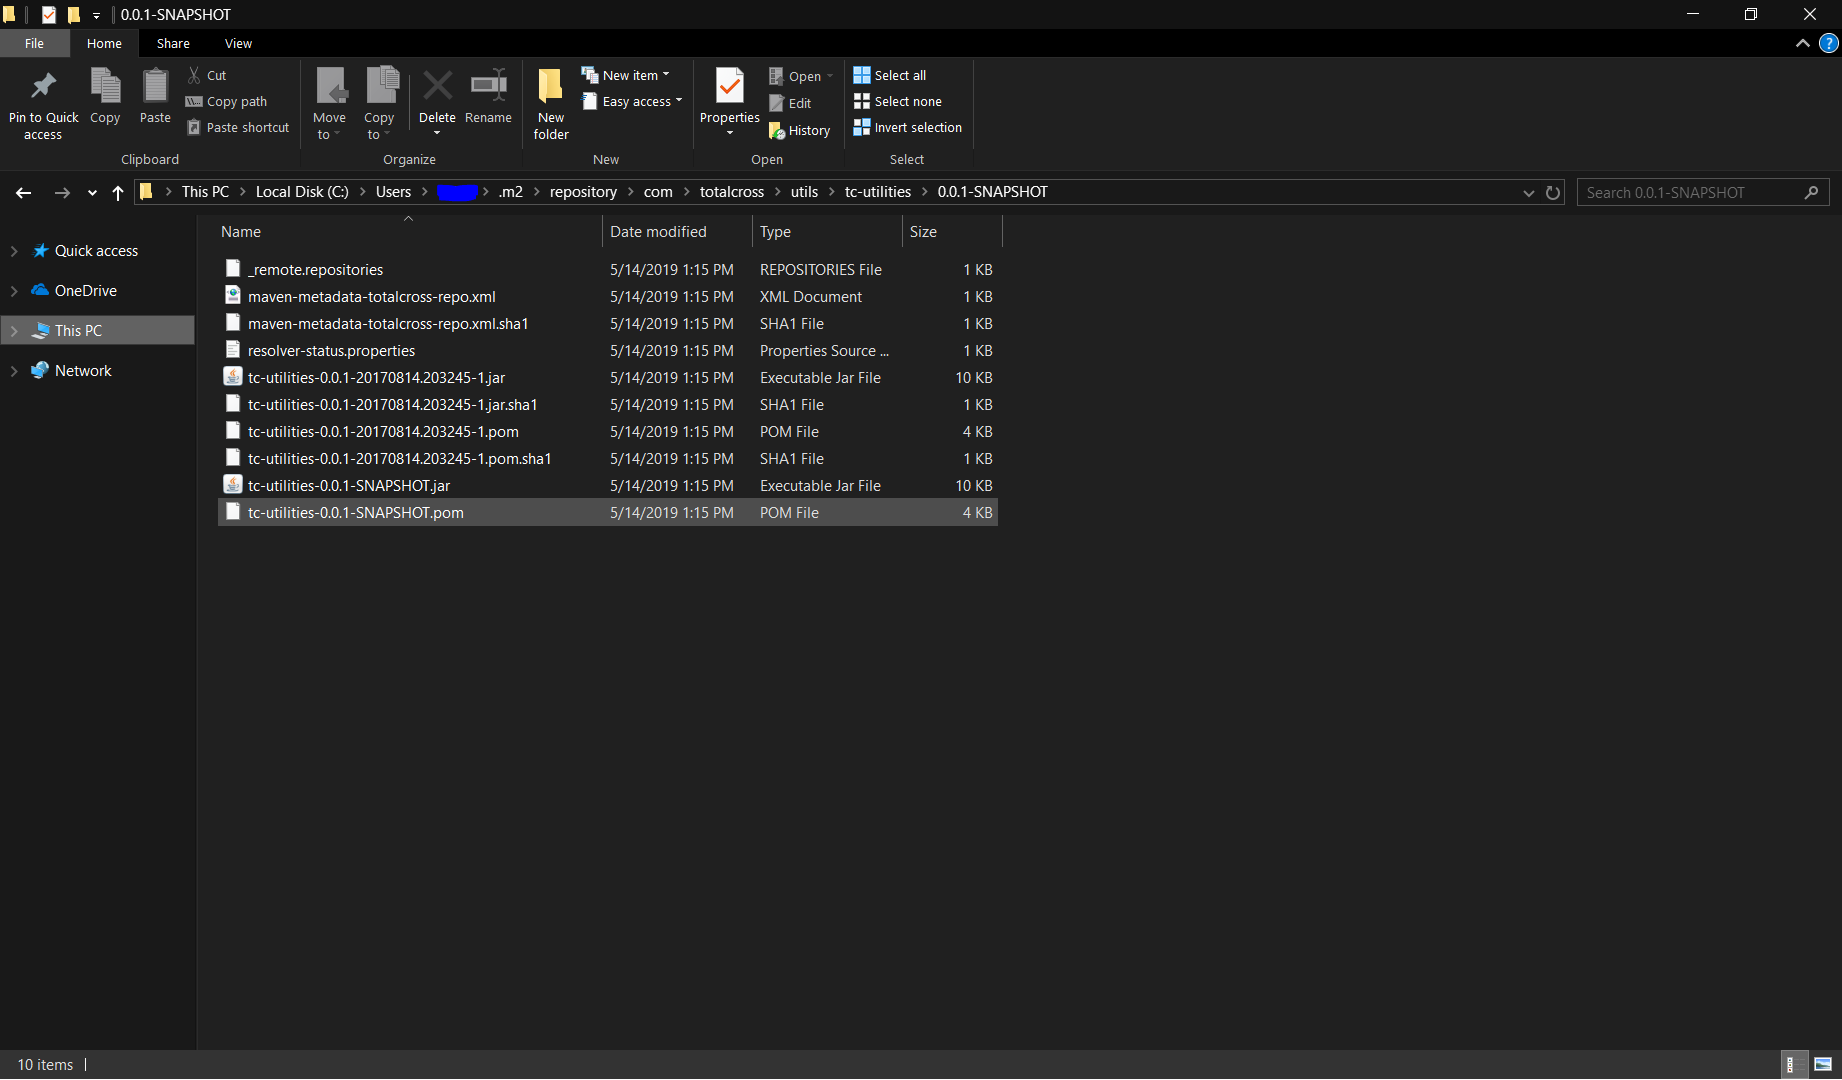 0.0.1-SNAPSHOT
File Home Share View
Pin to Quick access
Copy
Paste
Cut
Copy path
Paste shortcut
Clipboard
Move to
Copy to
Delete
Rename
Organize
New folder
New item
Easy access
New
Properties
Open
Edit
History
Open
Select all
Select none
Invert selection
Select
This PC Local Disk (C:) Users .m2 repository com totalcross utils tc-utilities 0.0.1-SNAPSHOT
Search 0.0.1-SNAPSHOT
Quick access
OneDrive
This PC
Network
Name Date modified Type Size
_remote.repositories 5/14/2019 1:15 PM REPOSITORIES File 1 KB
maven-metadata-totalcross-repo.xml 5/14/2019 1:15 PM XML Document 1 KB
maven-metadata-totalcross-repo.xml.sha1 5/14/2019 1:15 PM SHA1 File 1 KB
resolver-status.properties 5/14/2019 1:15 PM Properties Source ... 1 KB
tc-utilities-0.0.1-20170814.203245-1.jar 5/14/2019 1:15 PM Executable Jar File 10 KB
tc-utilities-0.0.1-20170814.203245-1.jar.sha1 5/14/2019 1:15 PM SHA1 File 1 KB
tc-utilities-0.0.1-20170814.203245-1.pom 5/14/2019 1:15 PM POM File 4 KB
tc-utilities-0.0.1-20170814.203245-1.pom.sha1 5/14/2019 1:15 PM SHA1 File 1 KB
tc-utilities-0.0.1-SNAPSHOT.jar 5/14/2019 1:15 PM Executable Jar File 10 KB
tc-utilities-0.0.1-SNAPSHOT.pom 5/14/2019 1:15 PM POM File 4 KB
10 items